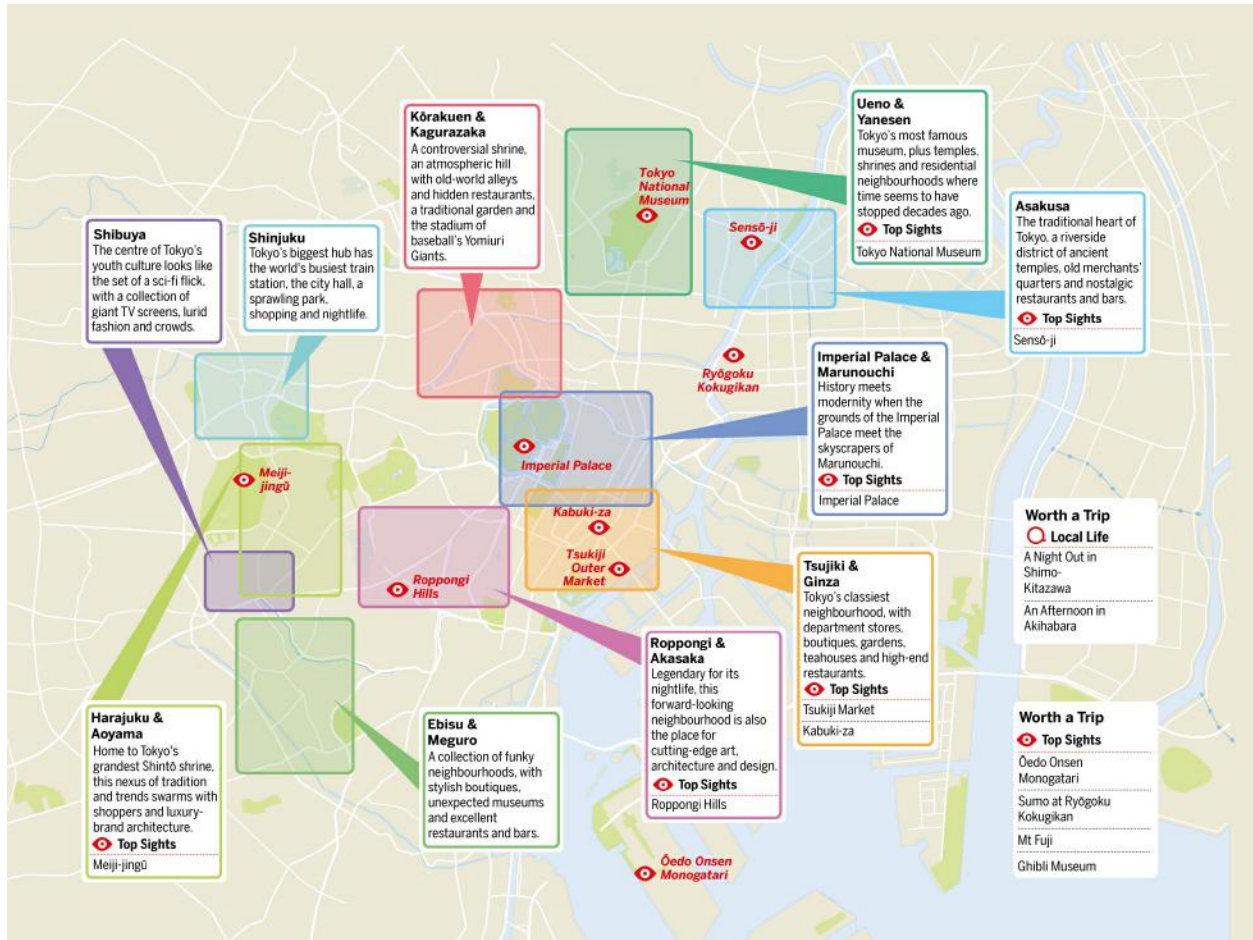 Kōrakuen &
Kagurazaka
A controversial shrine,
an atmospheric hill
with old-world alleys
and hidden restaurants,
a traditional garden and
the stadium of
baseball's Yomiuri
Giants.
Ueno &
Yanesen
Tokyo's most famous
museum, plus temples,
shrines and residential
neighbourhoods where
time seems to have
stopped decades ago.
Top Sights
Tokyo National Museum
Tokyo
National
Museum
Sensō-ji
Asakusa
The traditional heart of
Tokyo, a riverside
district of ancient
temples, old merchants'
quarters and nostalgic
restaurants and bars.
Top Sights
Sensō-ji
Shibuya
The centre of Tokyo's
youth culture looks like
the set of a sci-fi flick,
with a collection of
giant TV screens, lurid
fashion and crowds.
Shinjuku
Tokyo's biggest hub has
the world's busiest train
station, the city hall, a
sprawling park,
shopping and nightlife.
Ryōgoku
Kokugikan
Imperial Palace &
Marunouchi
History meets
modernity when the
grounds of the Imperial
Palace meet the
skyscrapers of
Marunouchi.
Top Sights
Imperial Palace
Imperial Palace
Meiji-
jingū
Kabuki-za
Tsukiji
Outer
Market
Roppongi
Hills
Worth a Trip
Local Life
A Night Out in
Shimo-
Kitazawa
An Afternoon in
Akihabara
Tsujiki &
Ginza
Tokyo's classiest
neighbourhood, with
department stores,
boutiques, gardens,
teahouses and high-end
restaurants.
Top Sights
Tsukiji Market
Kabuki-za
Roppongi &
Akasaka
Legendary for its
nightlife, this
forward-looking
neighbourhood is also
the place for
cutting-edge art,
architecture and design.
Top Sights
Roppongi Hills
Harajuku &
Aoyama
Home to Tokyo's
grandest Shintō shrine,
this nexus of tradition
and trends swarms with
shoppers and luxury-
brand architecture.
Top Sights
Meiji-jingū
Ebisu &
Meguro
A collection of funky
neighbourhoods, with
stylish boutiques,
unexpected museums
and excellent
restaurants and bars.
Worth a Trip
Top Sights
Ōedo Onsen
Monogatari
Sumo at Ryōgoku
Kokugikan
Mt Fuji
Ghibli Museum
Ōedo Onsen
Monogatari